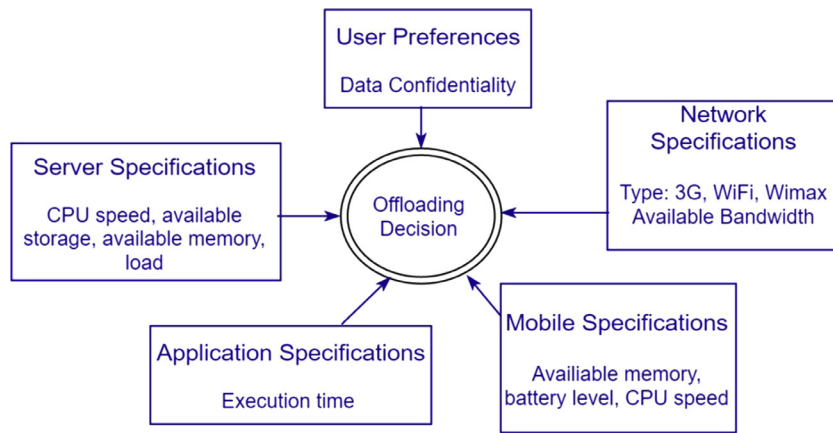 User Preferences
Data Confidentiality
Network
Specifications
Type: 3G, WiFi, Wimax
Available Bandwidth
Server Specifications
CPU speed, available
storage, available memory,
load
Offloading
Decision
Application Specifications
Execution time
Mobile Specifications
Availiable memory,
battery level, CPU speed